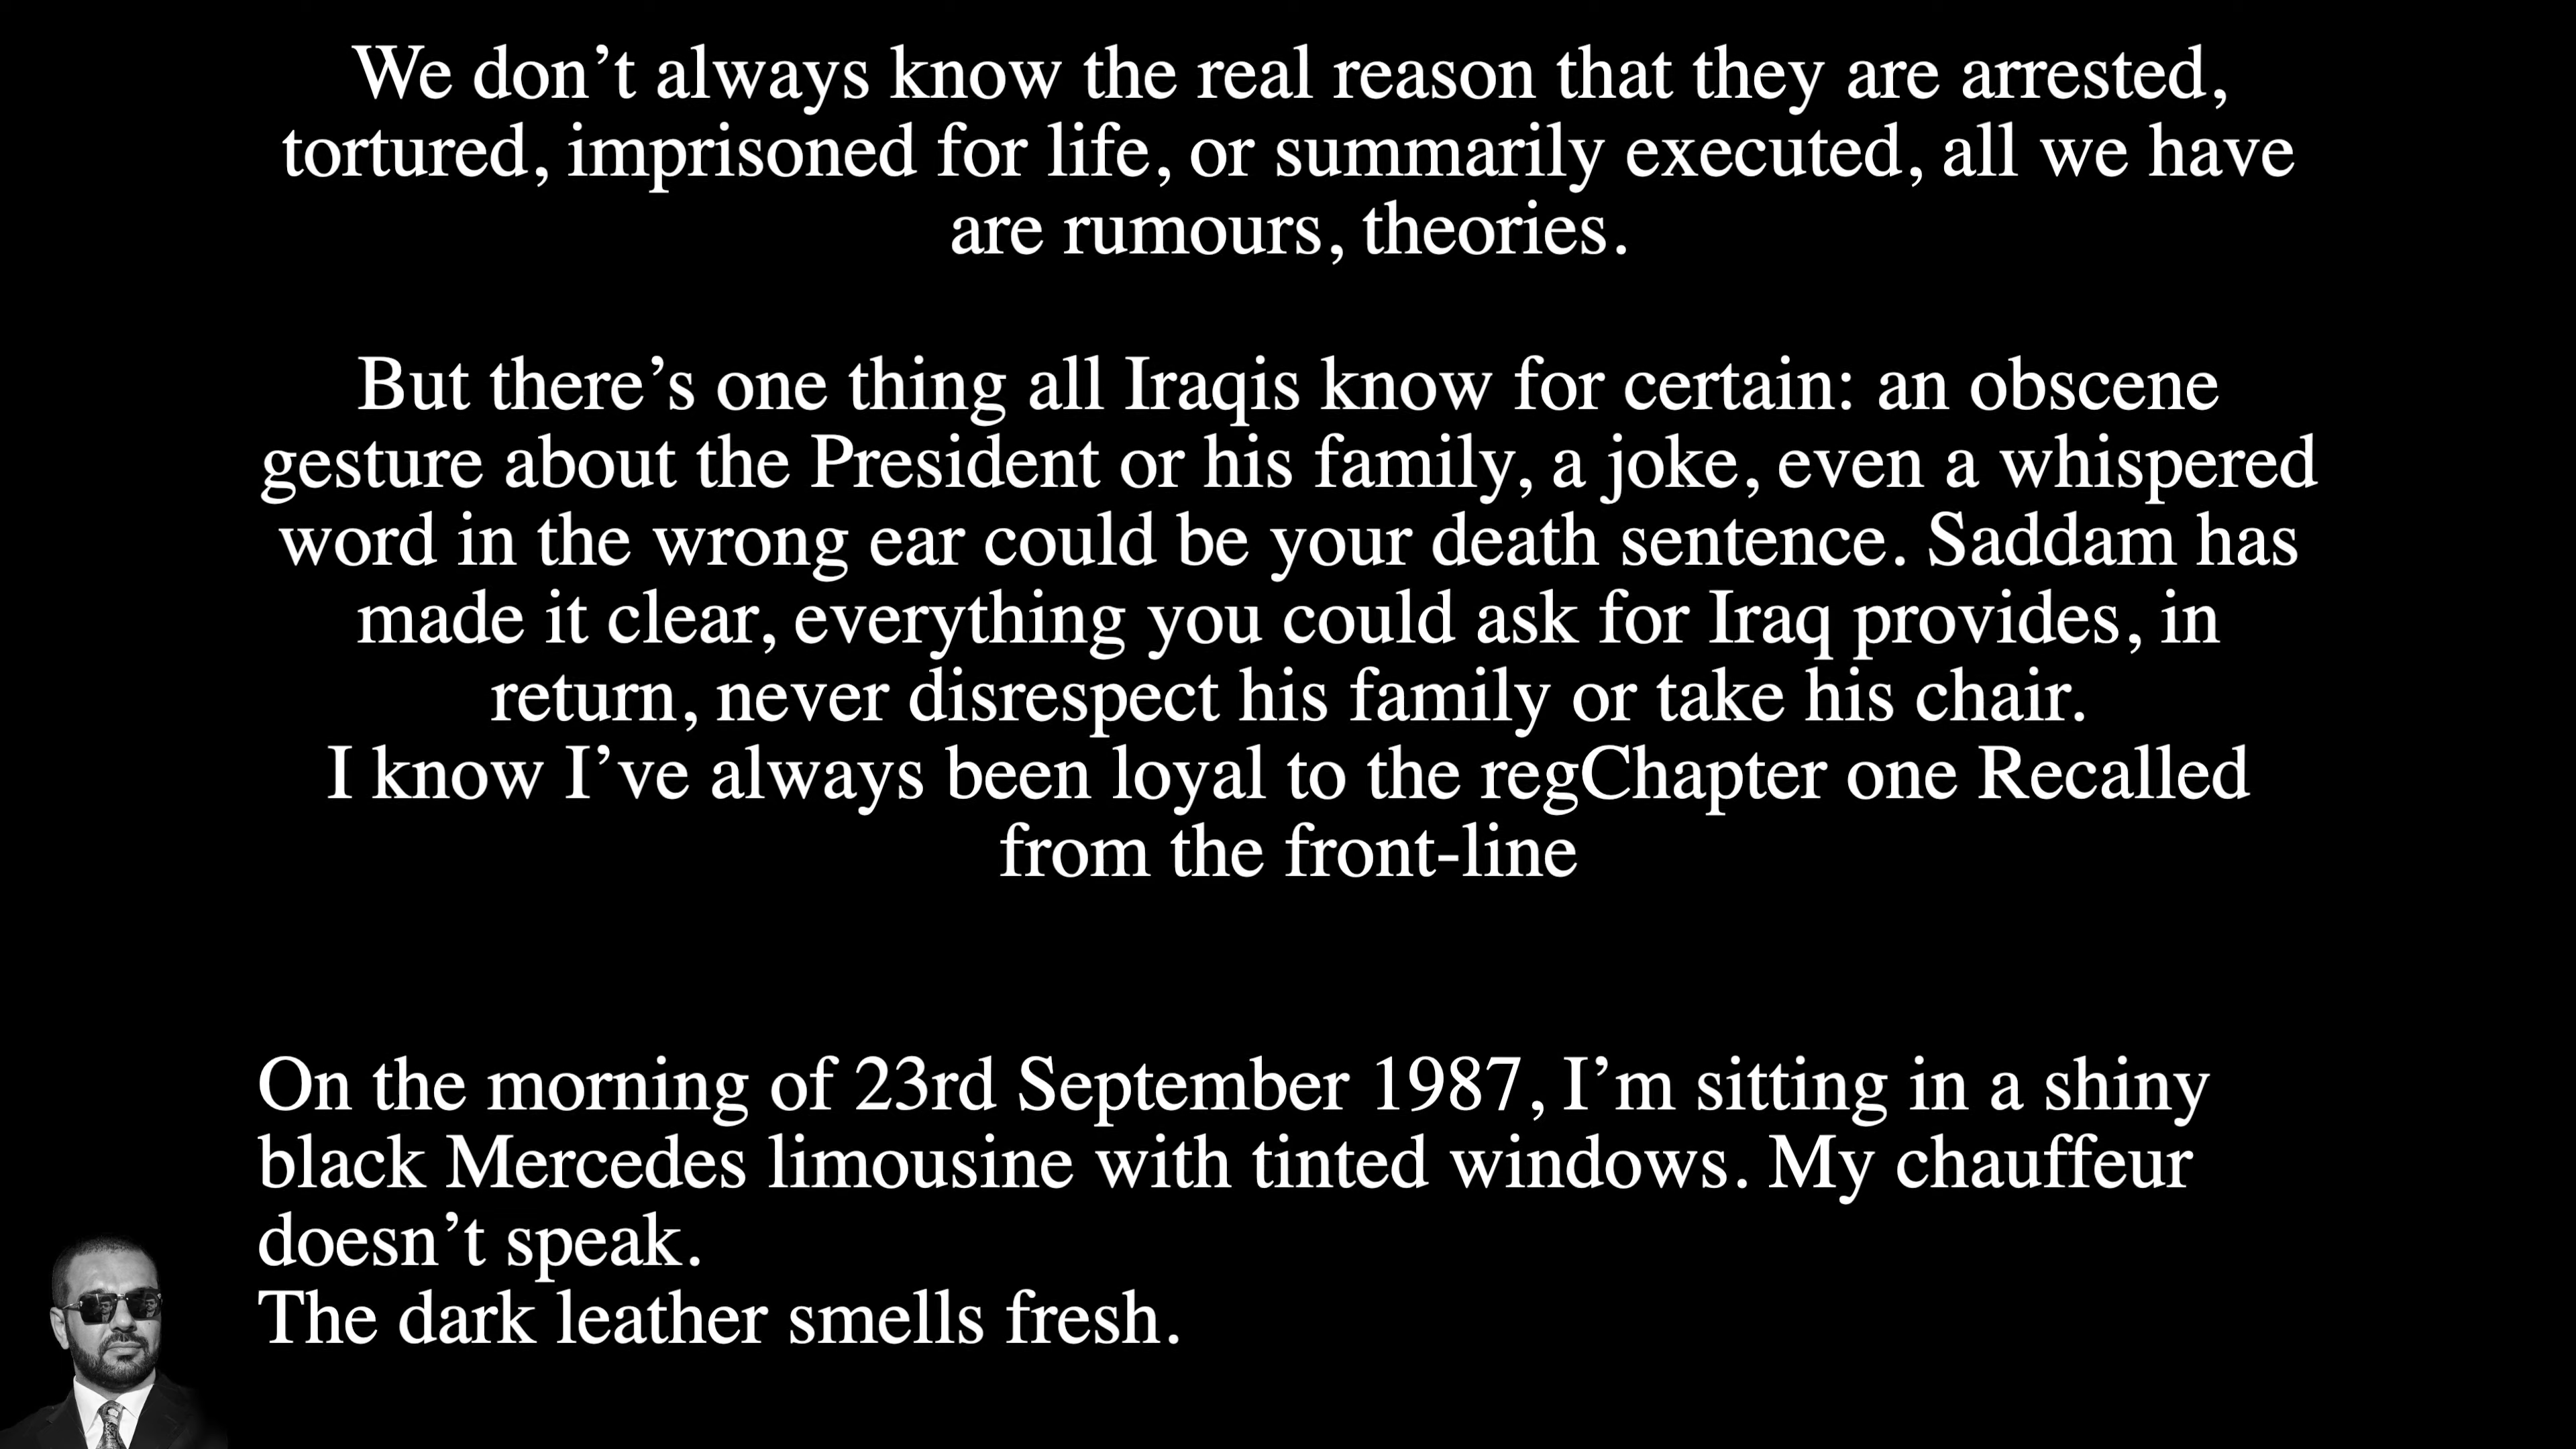 We don’t always know the real reason that they are arrested,
tortured, imprisoned for life, or summarily executed, all we have
are rumours, theories.
But there’s one thing all Iraqis know for certain: an obscene
gesture about the President or his family, a joke, even a whispered
word in the wrong ear could be your death sentence. Saddam has
made it clear, everything you could ask for Iraq provides, in
return, never disrespect his family or take his chair.
I know I’ve always been loyal to the regChapter one Recalled
from the front-line
On the morning of 23rd September 1987, I’m sitting in a shiny
black Mercedes limousine with tinted windows. My chauffeur
doesn’t speak.
The dark leather smells fresh.